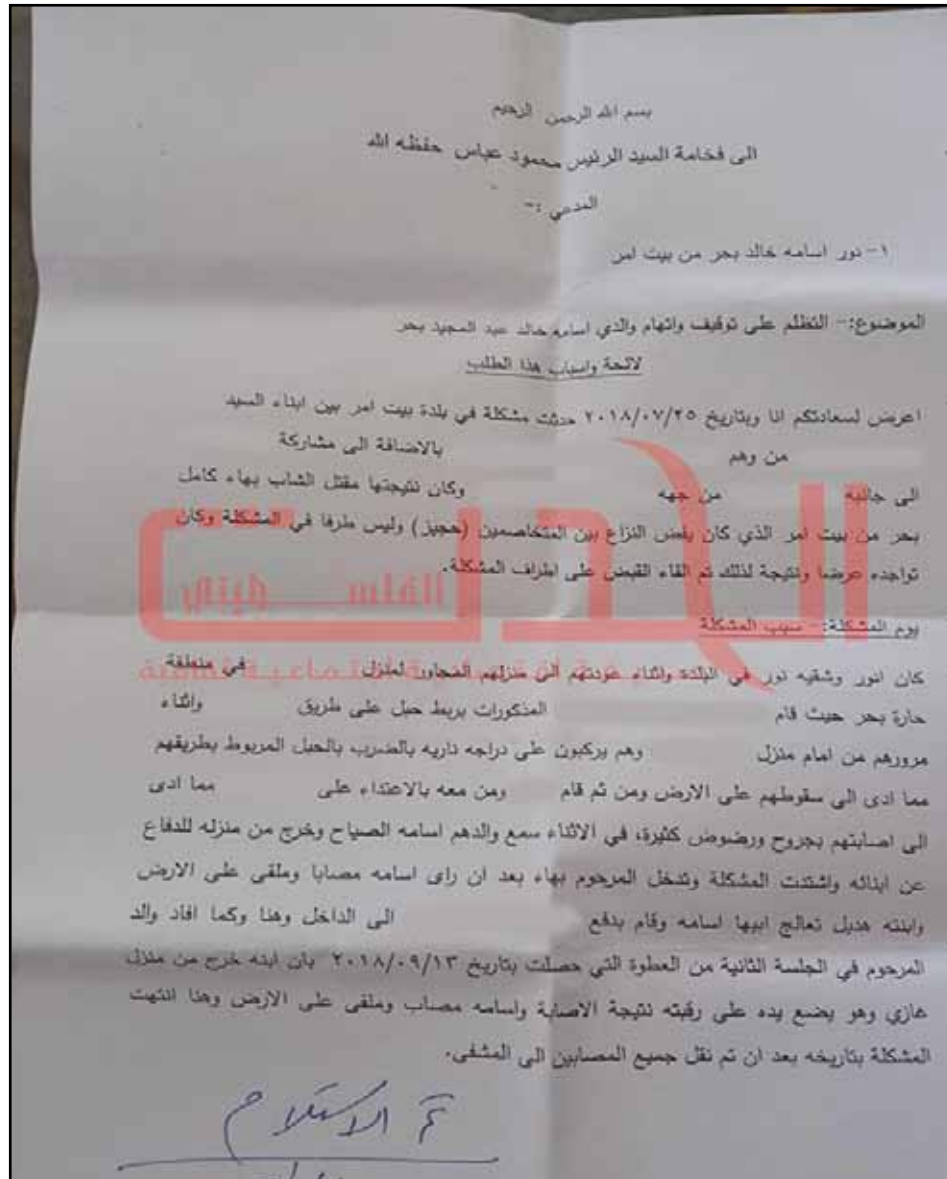 بسم الله الرحمن الرحيم
الى فخامة السيد الرئيس محمود عباس حفظه الله
المدعي :-
١- نور اسامه خالد بحر من بيت امر
الموضوع:- التظلم على توقيف واتهام والدي اسامه خالد عبد المجيد بحر
لائحة واسباب هذا الطلب
اعرض لسعادتكم انا وبتاريخ ٢٠١٨/٠٧/٢٥ حدثت مشكلة في بلدة بيت امر بين ابناء السيد
من وهم بالاضافة الى مشاركة
الى جانبه من جهه وكان نتيجتها مقتل الشاب بهاء كامل
بحر من بيت امر الذي كان يفض النزاع بين المتخاصمين (حجيز) وليس طرفا في المشكلة وكان
تواجده عرضا ونتيجة لذلك تم القاء القبض على اطراف المشكلة.
يوم المشكلة:- سبب المشكلة
كان انور وشقيه نور في البلدة واثناء عودتهم الى منزلهم المجاور لمنزل في منطقة
حارة بحر حيث قام المذكورات بربط حبل على طريق واثناء
مرورهم من امام منزل وهم يركبون على دراجه ناريه بالضرب بالحبل المربوط بطريقهم
مما ادى الى سقوطهم على الارض ومن ثم قام ومن معه بالاعتداء على مما ادى
الى اصابتهم بجروح ورضوض كثيرة، في الاثناء سمع والدهم اسامه الصياح وخرج من منزله للدفاع
عن ابنائه واشتدت المشكلة وتدخل المرحوم بهاء بعد ان راى اسامه مصابا وملقى على الارض
وابنته هديل تعالج ابيها اسامه وقام بدفع الى الداخل وهنا وكما افاد والد
المرحوم في الجلسة الثانية من العطوة التي حصلت بتاريخ ٢٠١٨/٠٩/١٣ بان ابنه خرج من منزل
غازي وهو يضع يده على رقبته نتيجة الاصابة واسامه مصاب وملقى على الارض وهنا انتهت
المشكلة بتاريخه بعد ان تم نقل جميع المصابين الى المشفى.
تم الاستلام
الحدث
الفلسطيني